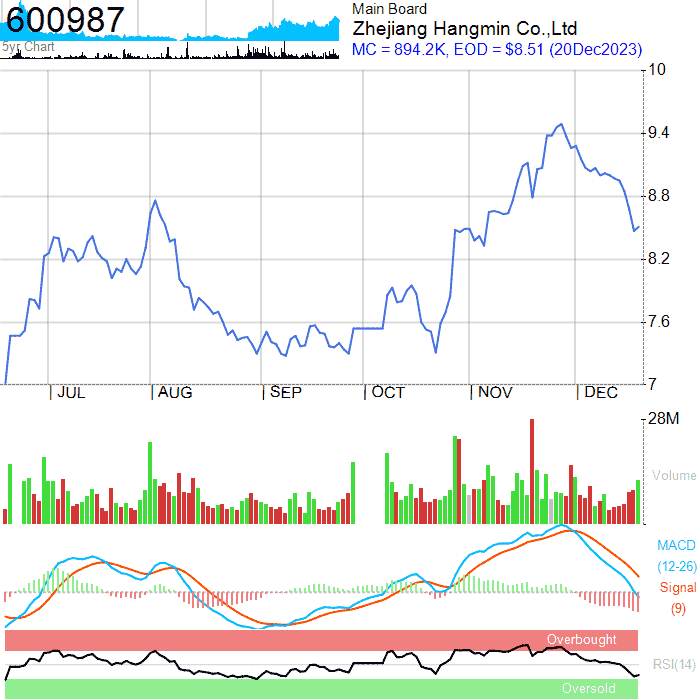 600987
5yr Chart
Main Board
Zhejiang Hangmin Co.,Ltd
MC = 894.2K, EOD = $8.51 (20Dec2023)
10
9.4
8.8
8.2
7.6
7
| JUL | AUG | SEP | OCT | NOV | DEC
28M
Volume
MACD
(12-26)
Signal
(9)
Overbought
RSI(14)
Oversold